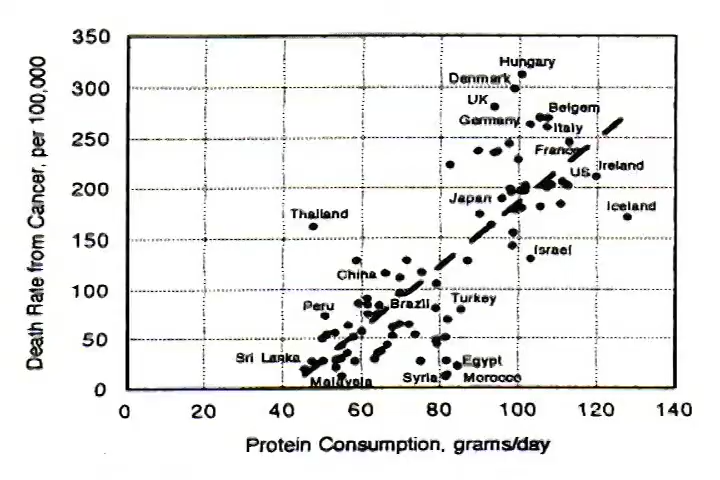 350
300
250
200
150
100
50
0
Death Rate from Cancer, per 100,000
Hungary
Denmark
UK
Belgem
Germany
Italy
France
US
Ireland
Japan
Iceland
Thailand
Israel
China
Peru
Brazil
Turkey
Sri Lanka
Egypt
Malaysia
Syria
Morocco
0 20 40 60 80 100 120 140
Protein Consumption, grams/day